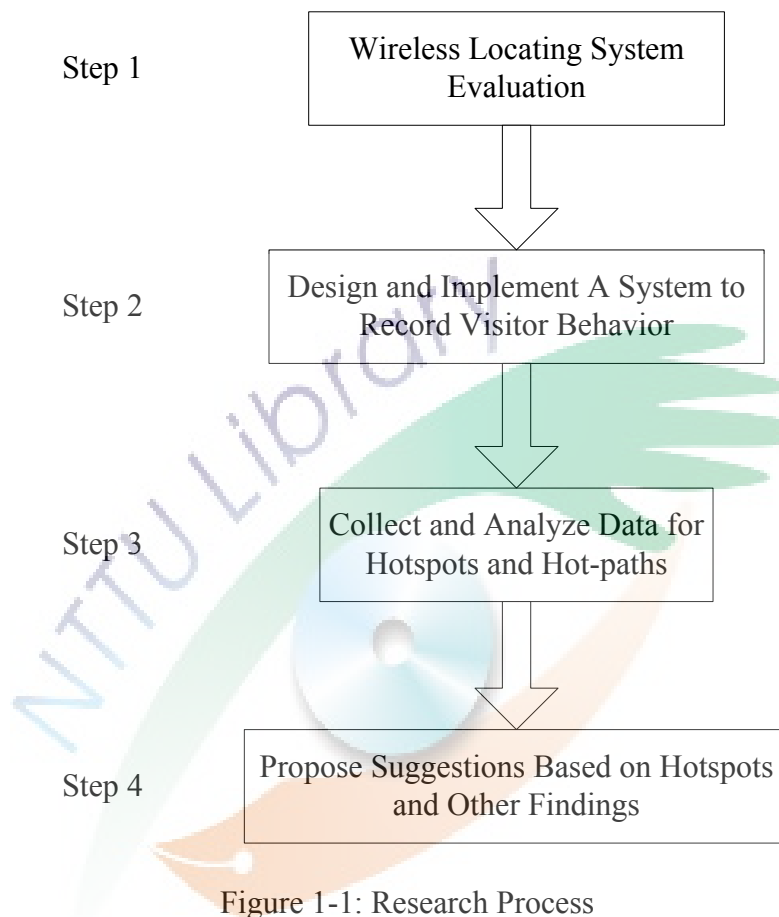 Step 1
Wireless Locating System
Evaluation
Step 2
Design and Implement A System to
Record Visitor Behavior
Step 3
Collect and Analyze Data for
Hotspots and Hot-paths
Step 4
Propose Suggestions Based on Hotspots
and Other Findings
Figure 1-1: Research Process
NTTU Library